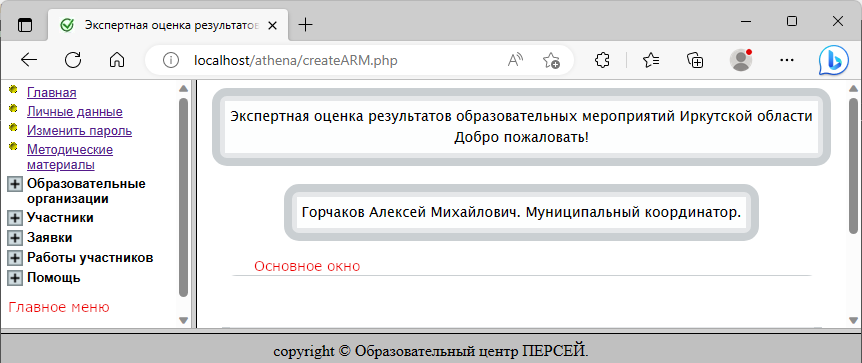 Экспертная оценка результатов
localhost/athena/createARM.php
Главная
Личные данные
Изменить пароль
Методические
материалы
Образовательные
организации
Участники
Заявки
Работы участников
Помощь
Главное меню
Экспертная оценка результатов образовательных мероприятий Иркутской области
Добро пожаловать!
Горчаков Алексей Михайлович. Муниципальный координатор.
Основное окно
copyright © Образовательный центр ПЕРСЕЙ.